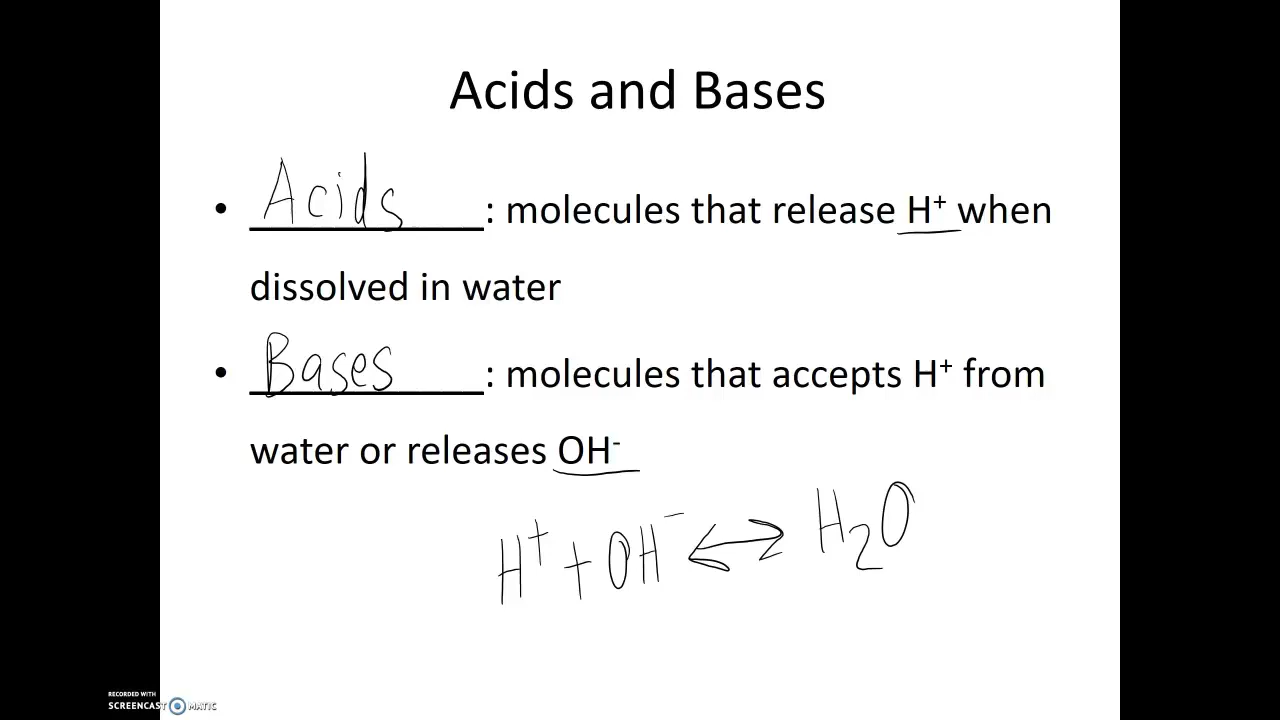 Acids and Bases
• Acids : molecules that release H⁺ when
dissolved in water
• Bases : molecules that accepts H⁺ from
water or releases OH⁻
H⁺ + OH⁻ ↔ H₂O
RECORDED WITH
SCREENCAST MATIC